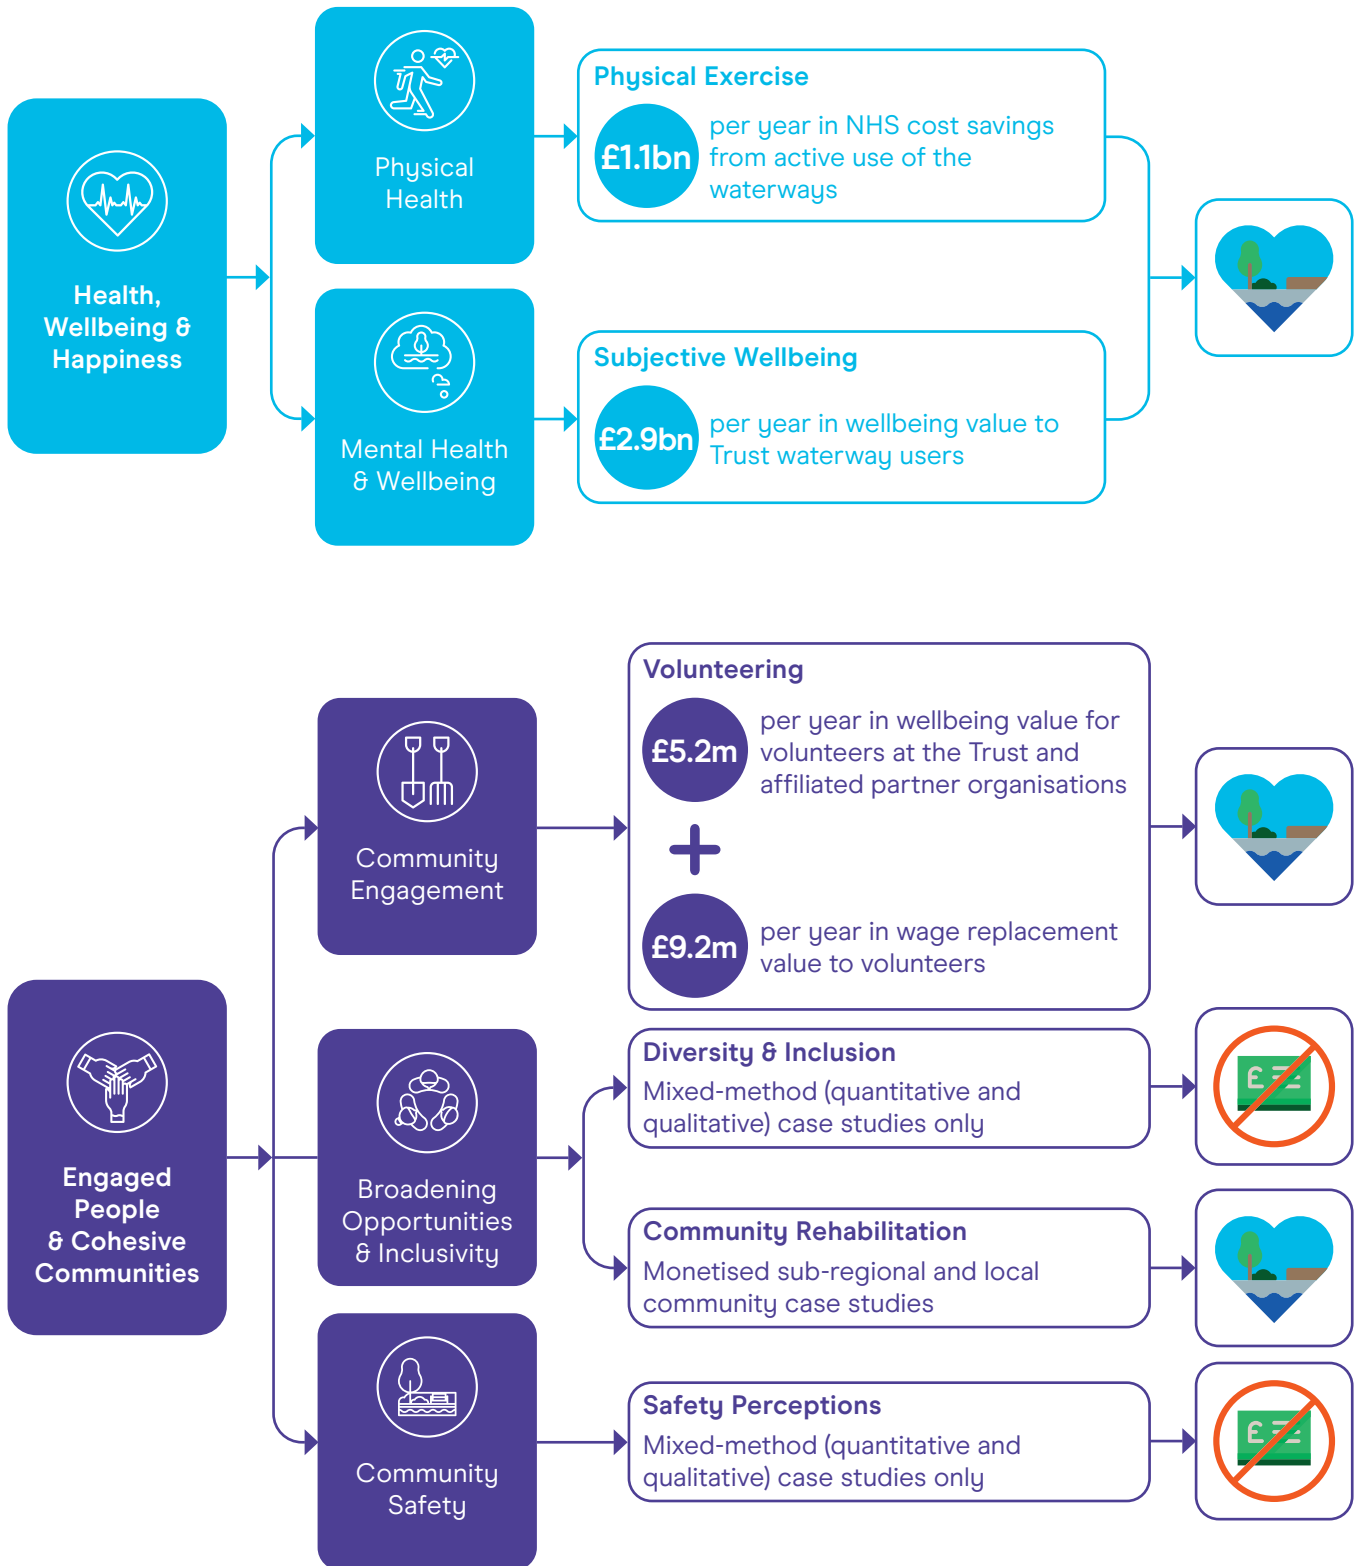 Health,
Wellbeing &
Happiness
Physical
Health
Physical Exercise
£1.1bn
per year in NHS cost savings
from active use of the
waterways
Mental Health
& Wellbeing
Subjective Wellbeing
£2.9bn
per year in wellbeing value to
Trust waterway users
Engaged
People
& Cohesive
Communities
Community
Engagement
Volunteering
£5.2m
per year in wellbeing value for
volunteers at the Trust and
affiliated partner organisations
+
£9.2m
per year in wage replacement
value to volunteers
Broadening
Opportunities
& Inclusivity
Diversity & Inclusion
Mixed-method (quantitative and
qualitative) case studies only
£
Community Rehabilitation
Monetised sub-regional and local
community case studies
Community
Safety
Safety Perceptions
Mixed-method (quantitative and
qualitative) case studies only
£